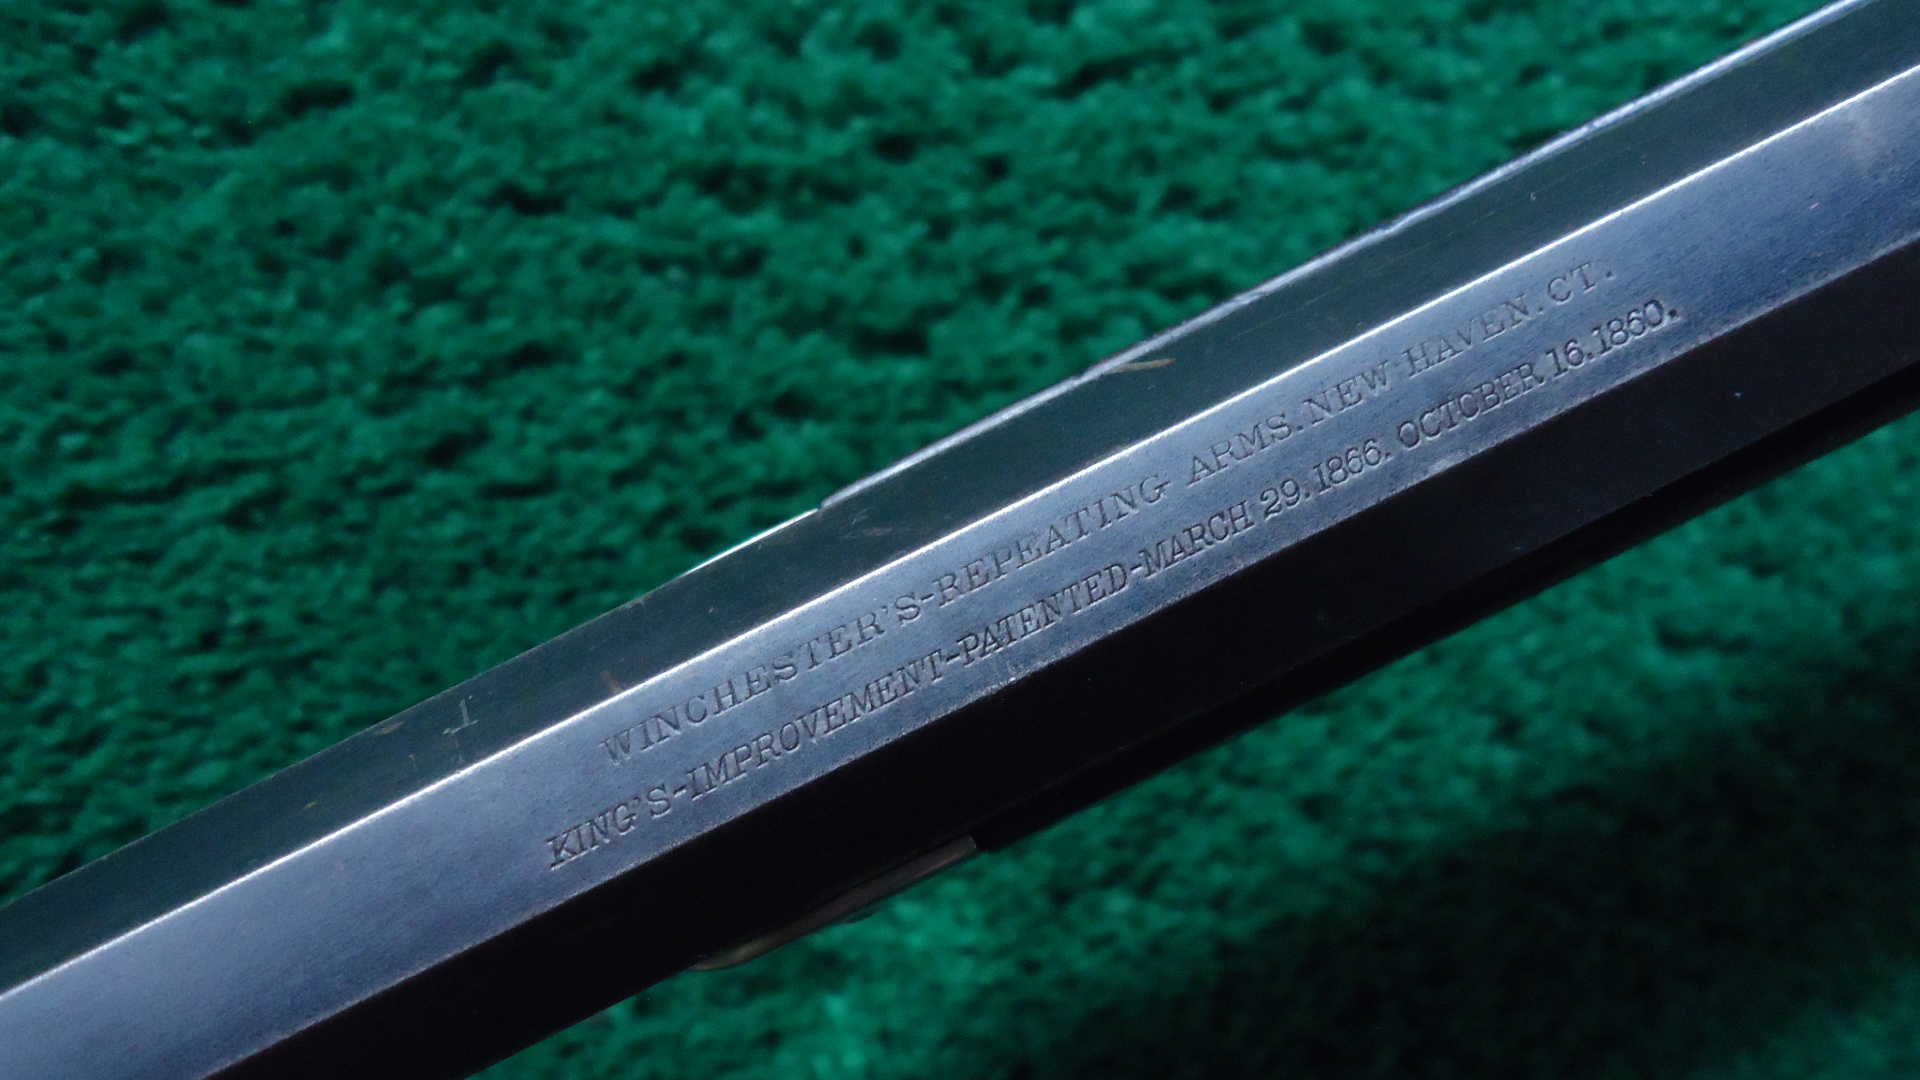 WINCHESTER'S-REPEATING ARMS. NEW HAVEN. CT.
KING'S-IMPROVEMENT-PATENTED-MARCH 29. 1866. OCTOBER 16. 1860.